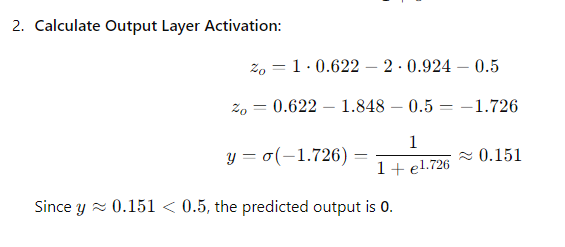 2. Calculate Output Layer Activation:
zₒ = 1 · 0.622 − 2 · 0.924 − 0.5
zₒ = 0.622 − 1.848 − 0.5 = −1.726
y = σ(−1.726) = 1 / (1 + e^1.726) ≈ 0.151
Since y ≈ 0.151 < 0.5, the predicted output is 0.